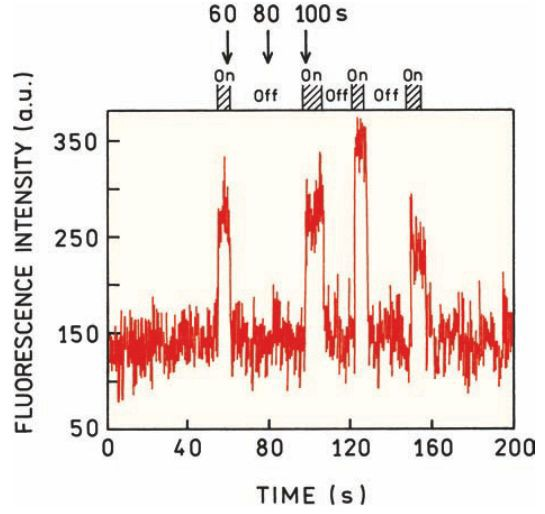 60 80 100 s
On On On On
Off Off Off
350
250
150
50
FLUORESCENCE INTENSITY (a.u.)
0 40 80 120 160 200
TIME (s)